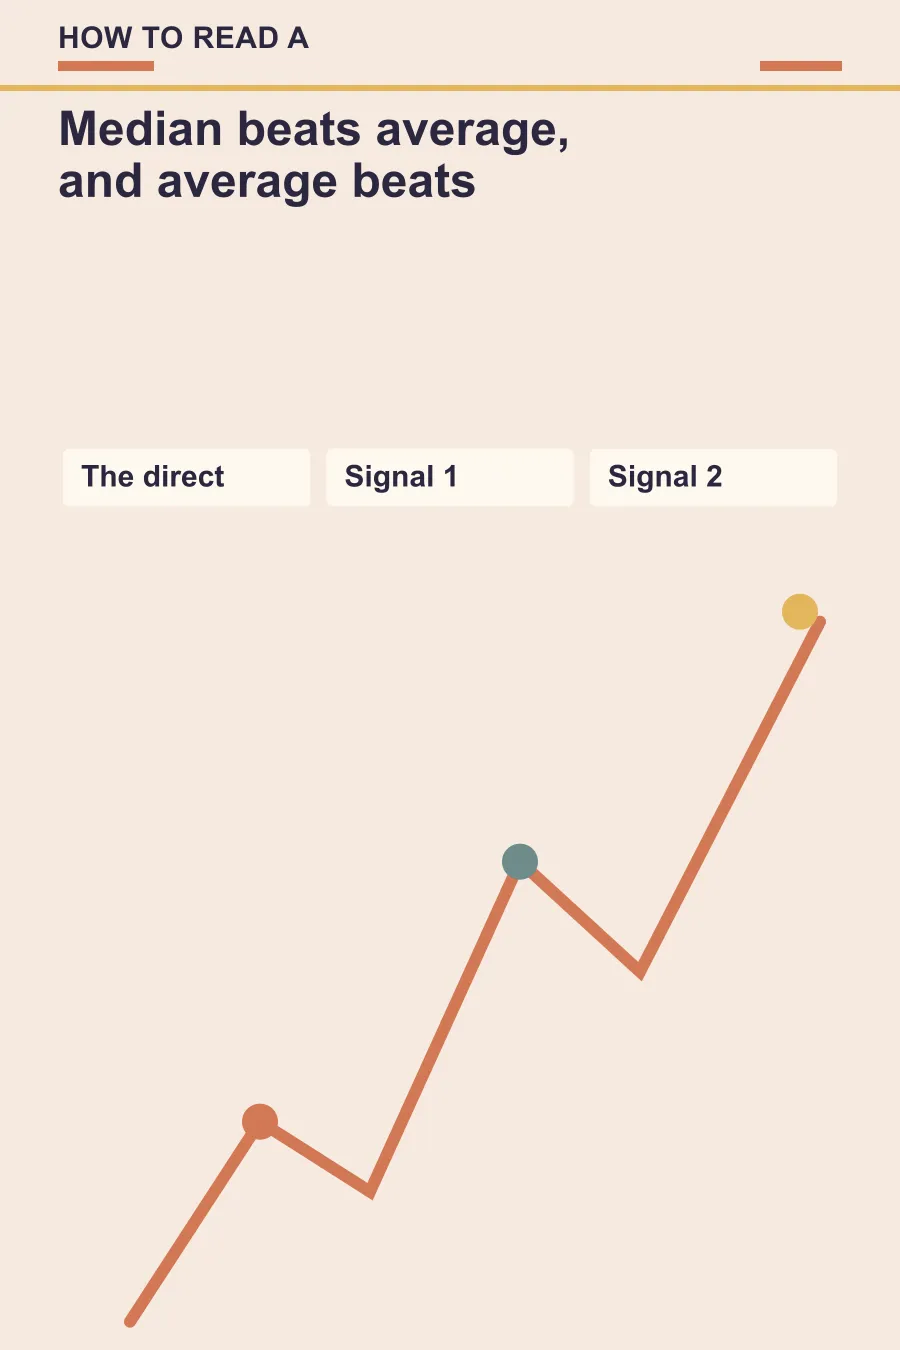 HOW TO READ A
Median beats average,
and average beats
The direct
Signal 1
Signal 2